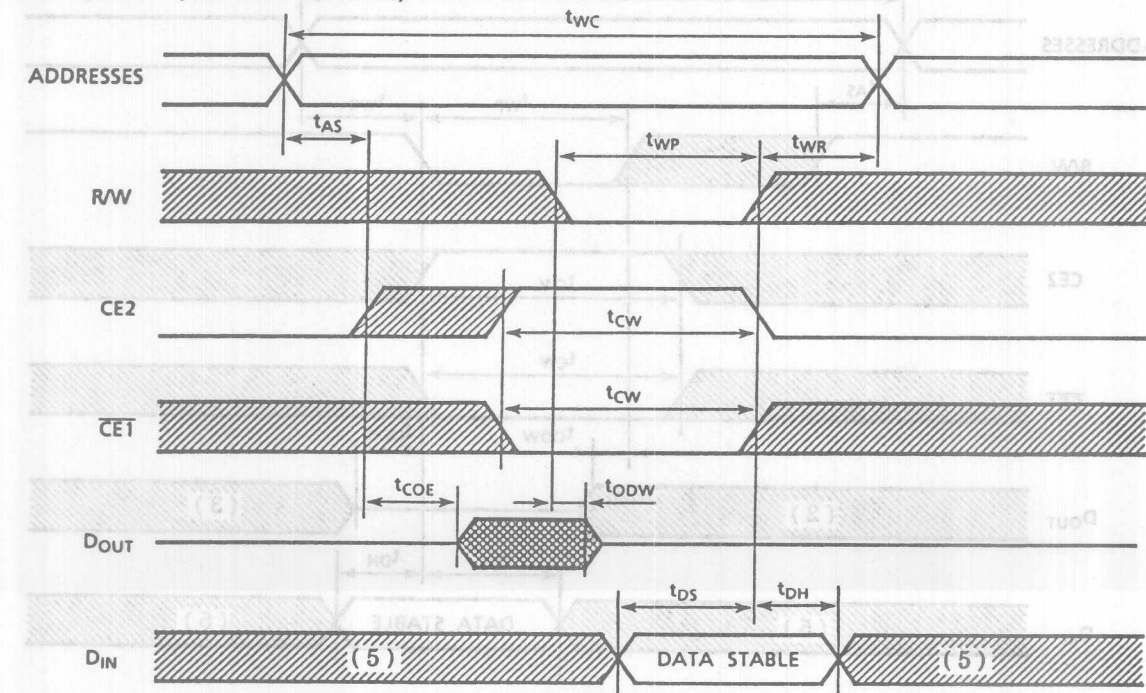 tWC
ADDRESSES
tAS
tWP
tWR
R/W
CE2
tCW
tCW
CE1
tCOE
tODW
DOUT
tDS
tDH
DIN
(5)
DATA STABLE
(5)